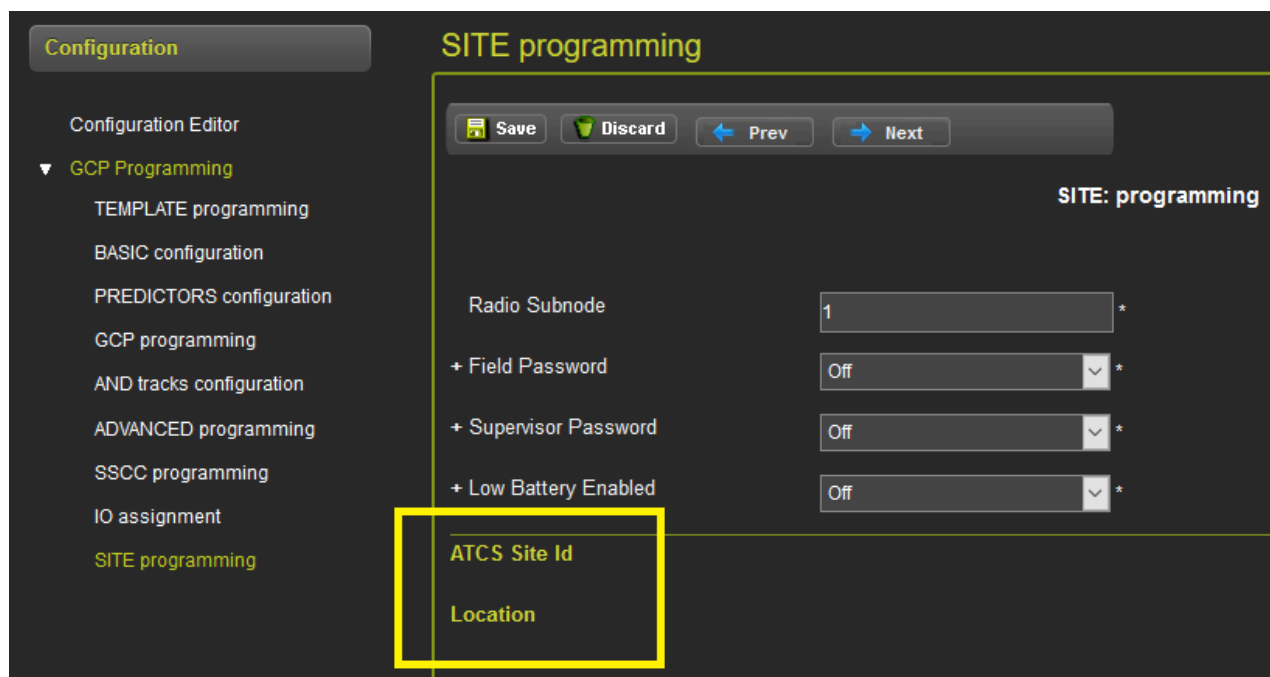 Configuration
Configuration Editor
GCP Programming
TEMPLATE programming
BASIC configuration
PREDICTORS configuration
GCP programming
AND tracks configuration
ADVANCED programming
SSCC programming
IO assignment
SITE programming
SITE programming
Save Discard Prev Next
SITE: programming
Radio Subnode 1 *
+ Field Password Off *
+ Supervisor Password Off *
+ Low Battery Enabled Off *
ATCS Site Id
Location